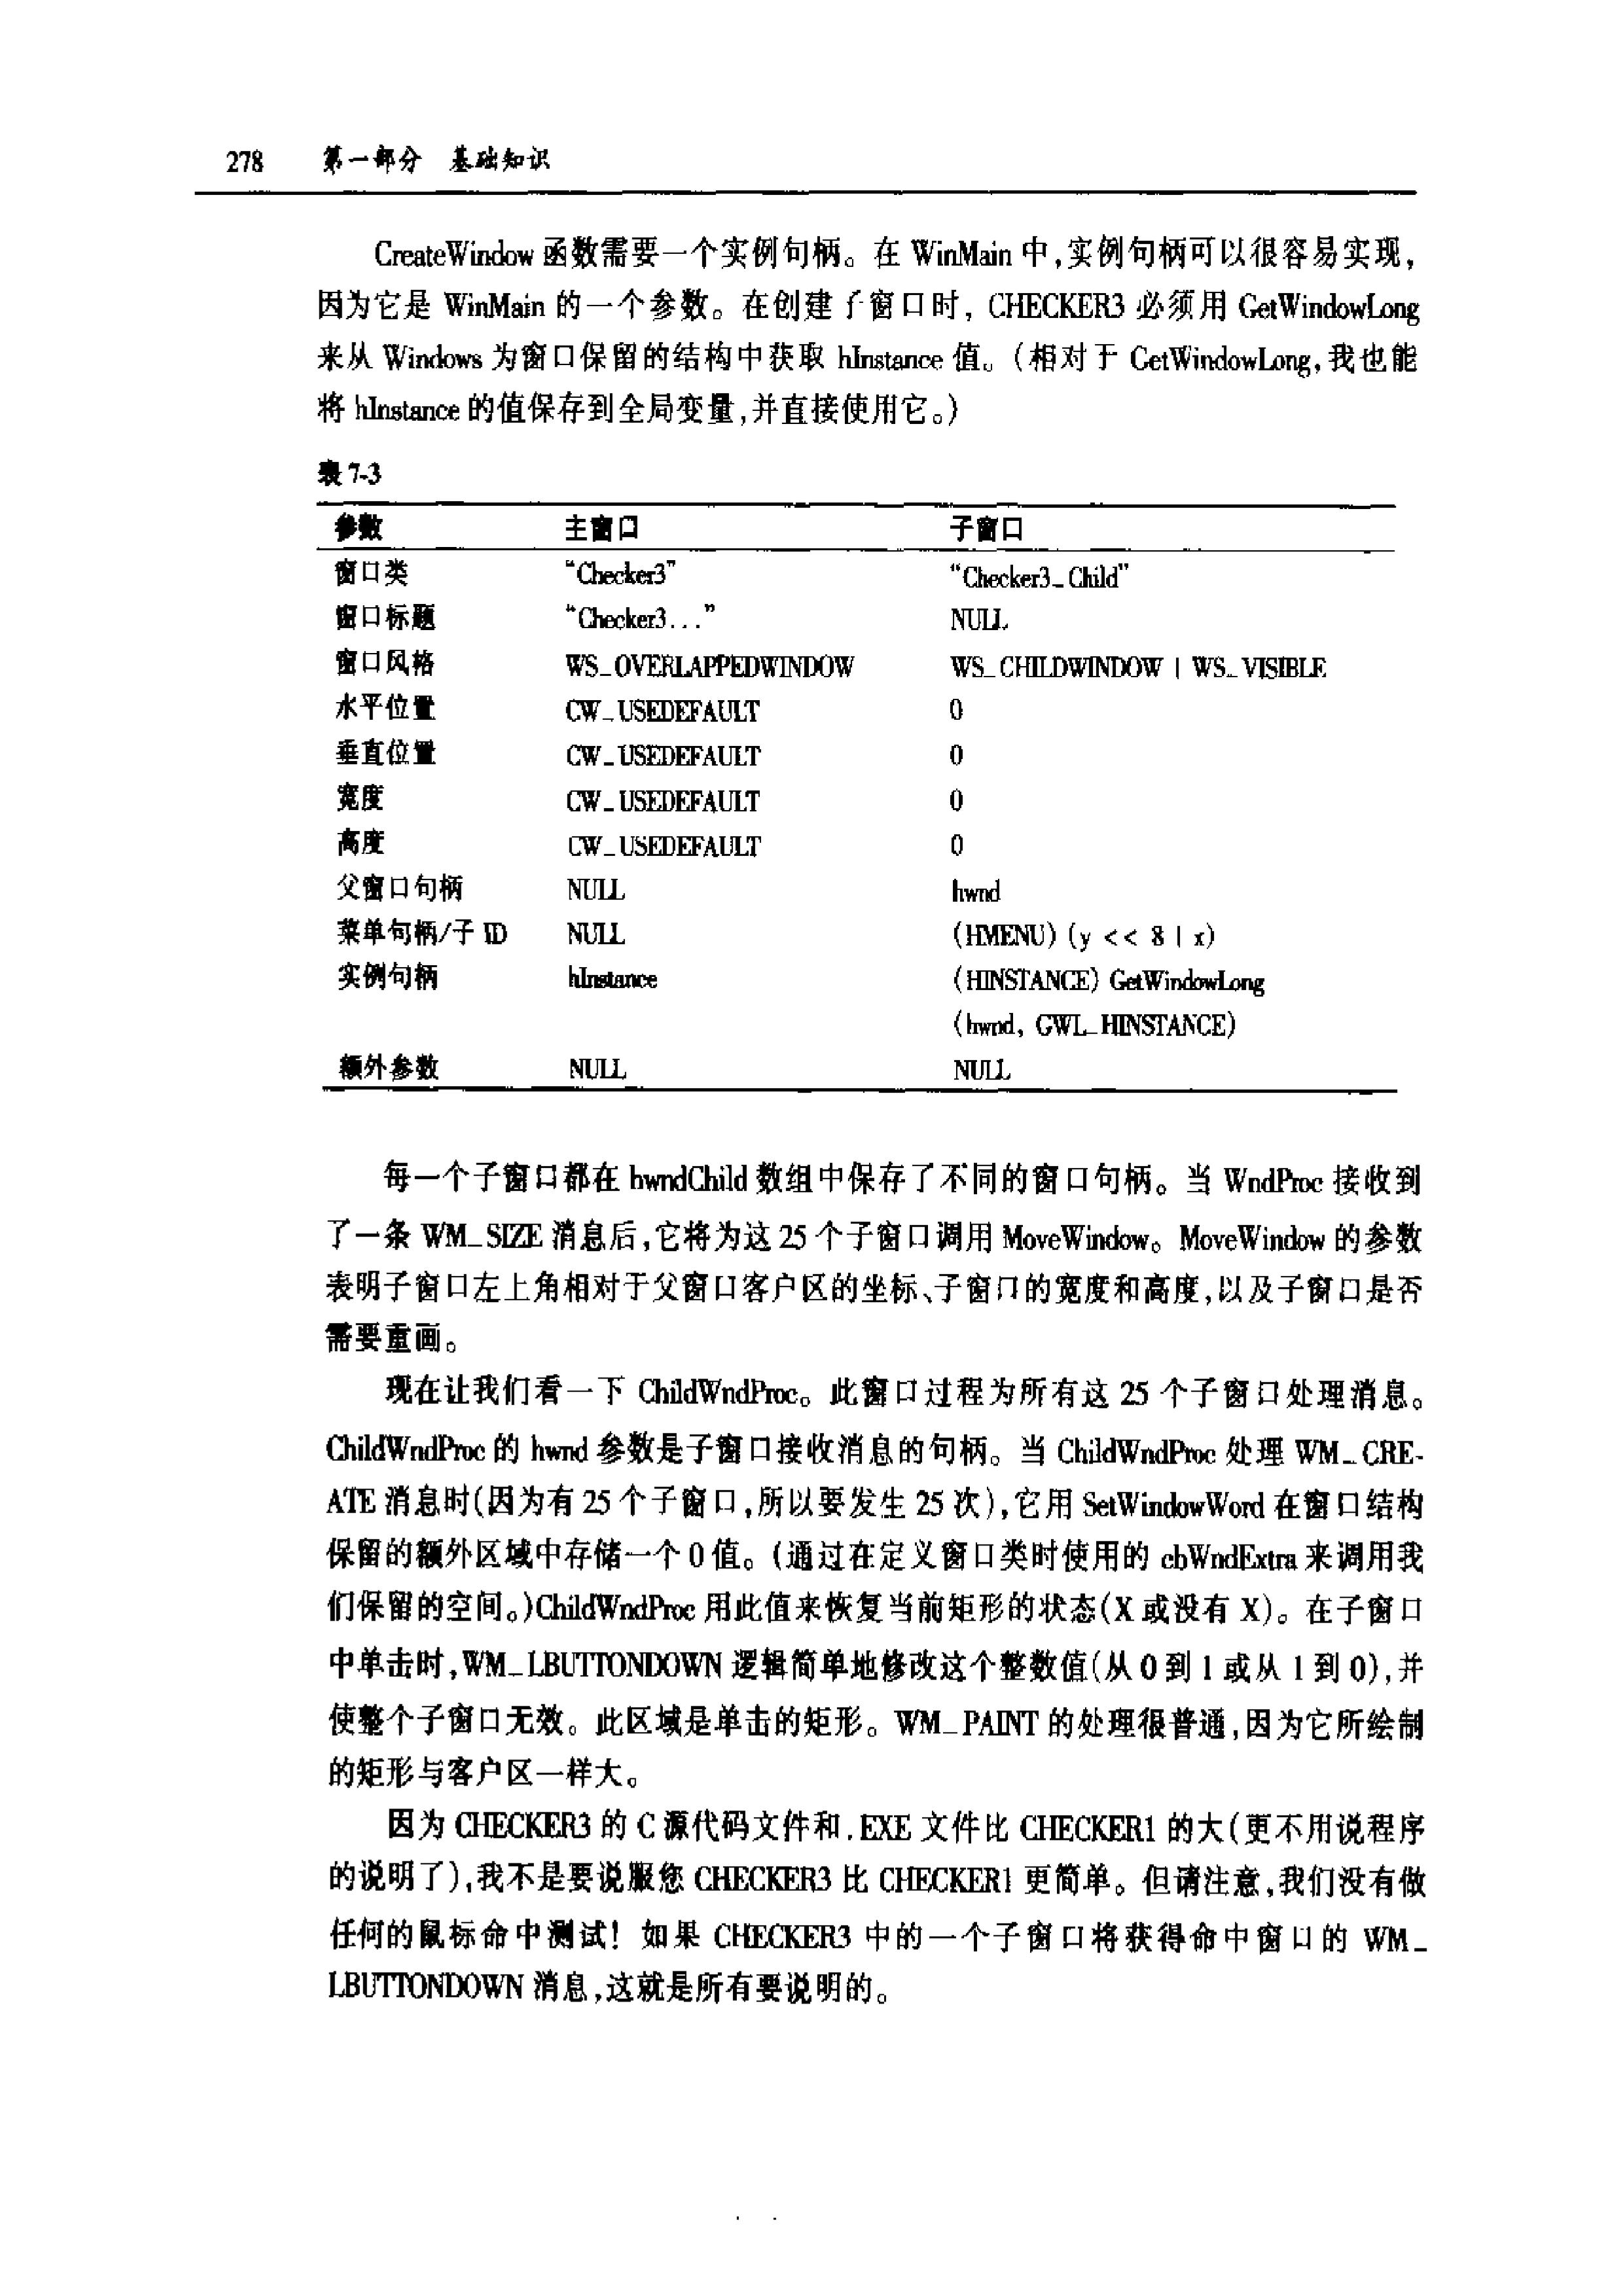 278 第一部分 基础知识
CreateWindow 函数需要一个实例句柄。在 WinMain 中,实例句柄可以很容易实现,
因为它是 WinMain 的一个参数。在创建子窗口时, CHECKER3 必须用 GetWindowLong
来从 Windows 为窗口保留的结构中获取 hInstance 值。(相对于 GetWindowLong,我也能
将 hInstance 的值保存到全局变量,并直接使用它。)
表 7-3
参数 主窗口 子窗口
窗口类 “Checker3” “Checker3_Child”
窗口标题 “Checker3...” NULL
窗口风格 WS_OVERLAPPEDWINDOW WS_CHILDWINDOW | WS_VISIBLE
水平位置 CW_USEDEFAULT 0
垂直位置 CW_USEDEFAULT 0
宽度 CW_USEDEFAULT 0
高度 CW_USEDEFAULT 0
父窗口句柄 NULL hwnd
菜单句柄/子 ID NULL (HMENU) (y << 8 | x)
实例句柄 hInstance (HINSTANCE) GetWindowLong
(hwnd, GWL_HINSTANCE)
额外参数 NULL NULL
每一个子窗口都在 hwndChild 数组中保存了不同的窗口句柄。当 WndProc 接收到
了一条 WM_SIZE 消息后,它将为这 25 个子窗口调用 MoveWindow。MoveWindow 的参数
表明子窗口左上角相对于父窗口客户区的坐标、子窗口的宽度和高度,以及子窗口是否
需要重画。
现在让我们看一下 ChildWndProc。此窗口过程为所有这 25 个子窗口处理消息。
ChildWndProc 的 hwnd 参数是子窗口接收消息的句柄。当 ChildWndProc 处理 WM_CRE-
ATE 消息时(因为有 25 个子窗口,所以要发生 25 次),它用 SetWindowWord 在窗口结构
保留的额外区域中存储一个 0 值。(通过在定义窗口类时使用的 cbWndExtra 来调用我
们保留的空间。)ChildWndProc 用此值来恢复当前矩形的状态(X 或没有 X)。在子窗口
中单击时,WM_LBUTTONDOWN 逻辑简单地修改这个整数值(从 0 到 1 或从 1 到 0),并
使整个子窗口无效。此区域是单击的矩形。WM_PAINT 的处理很普通,因为它所绘制
的矩形与客户区一样大。
因为 CHECKER3 的 C 源代码文件和.EXE 文件比 CHECKER1 的大(更不用说程序
的说明了),我不是要说服您 CHECKER3 比 CHECKER1 更简单。但请注意,我们没有做
任何的鼠标命中测试! 如果 CHECKER3 中的一个子窗口将获得命中窗口的 WM_
LBUTTONDOWN 消息,这就是所有要说明的。